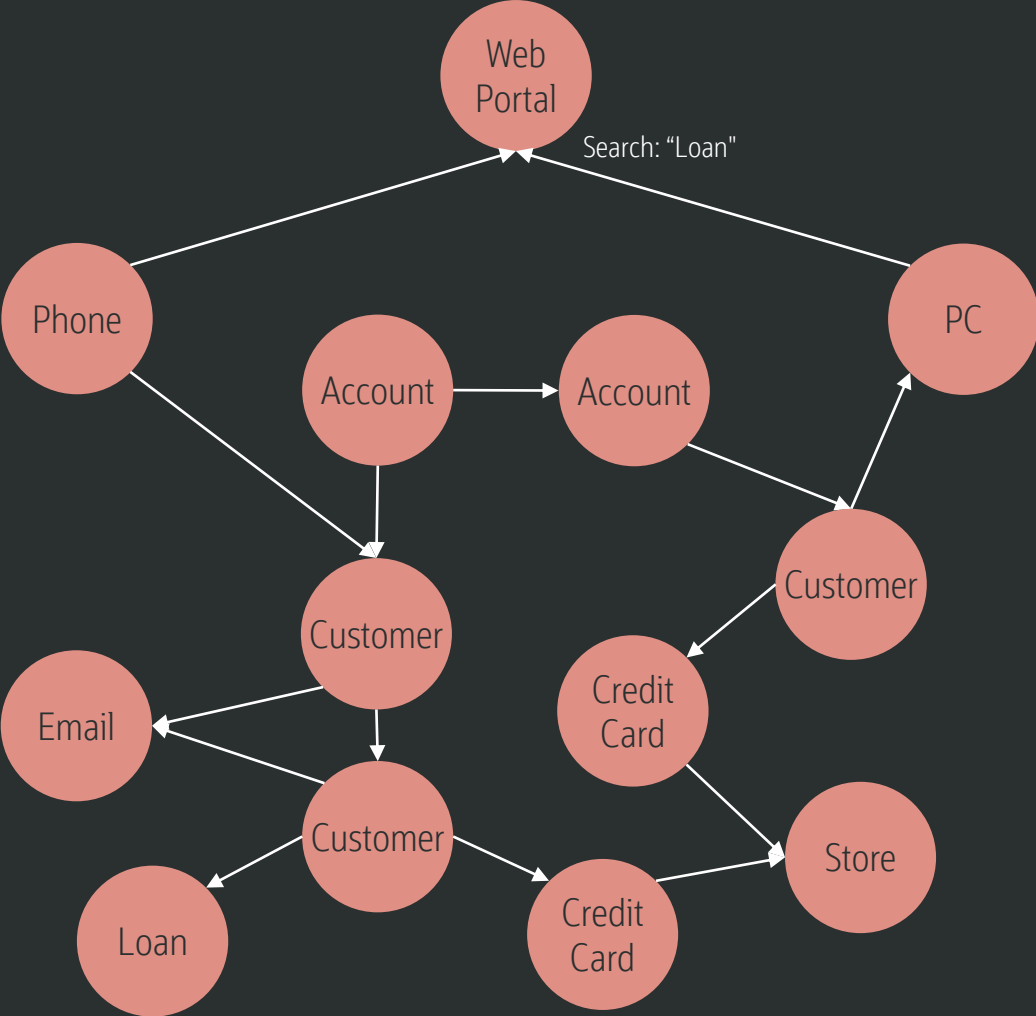 Web
Portal
Search: “Loan"
Phone
PC
Account
Account
Customer
Customer
Credit
Card
Email
Customer
Store
Loan
Credit
Card